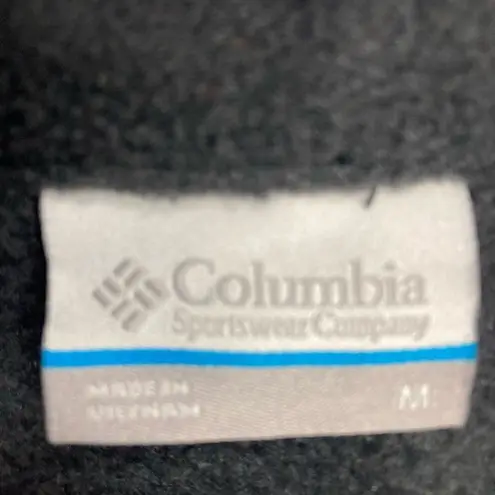 Columbia
Sportswear Company
MADE IN
VIETNAM
M